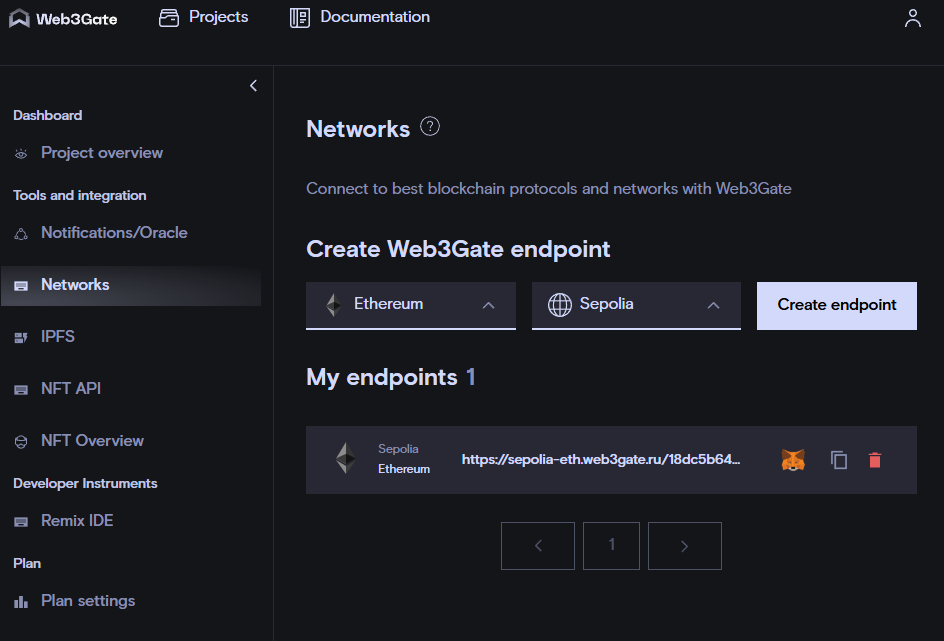 Web3Gate
Projects
Documentation
Dashboard
Project overview
Tools and integration
Notifications/Oracle
Networks
IPFS
NFT API
NFT Overview
Developer Instruments
Remix IDE
Plan
Plan settings
Networks ?
Connect to best blockchain protocols and networks with Web3Gate
Create Web3Gate endpoint
Ethereum
Sepolia
Create endpoint
My endpoints 1
Sepolia
Ethereum
https://sepolia-eth.web3gate.ru/18dc5b64...
1